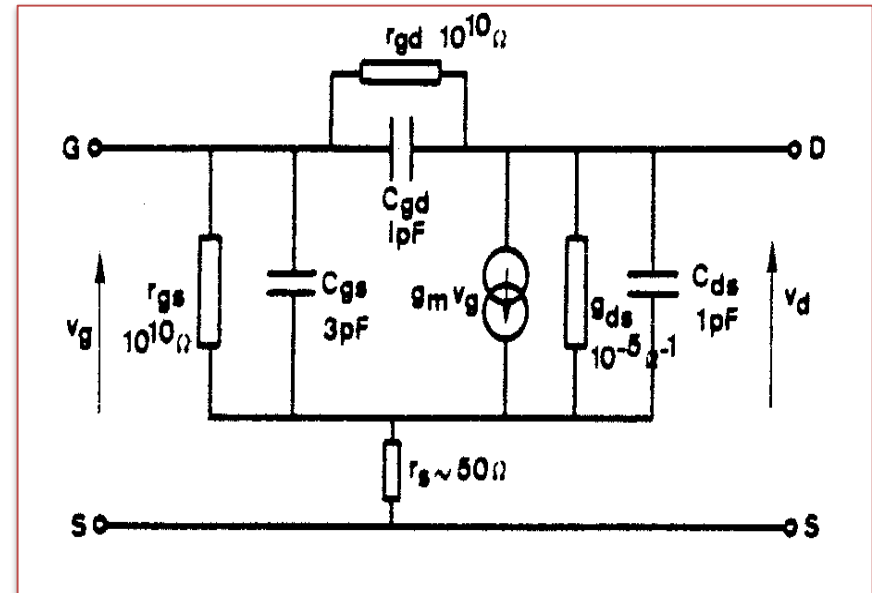 rgd 10¹⁰Ω
G
D
Cgd
1pF
rgs
10¹⁰Ω
Cgs
3pF
gm vg
gds
10⁻⁵Ω⁻¹
Cds
1pF
vg
vd
rs ~ 50Ω
S
S